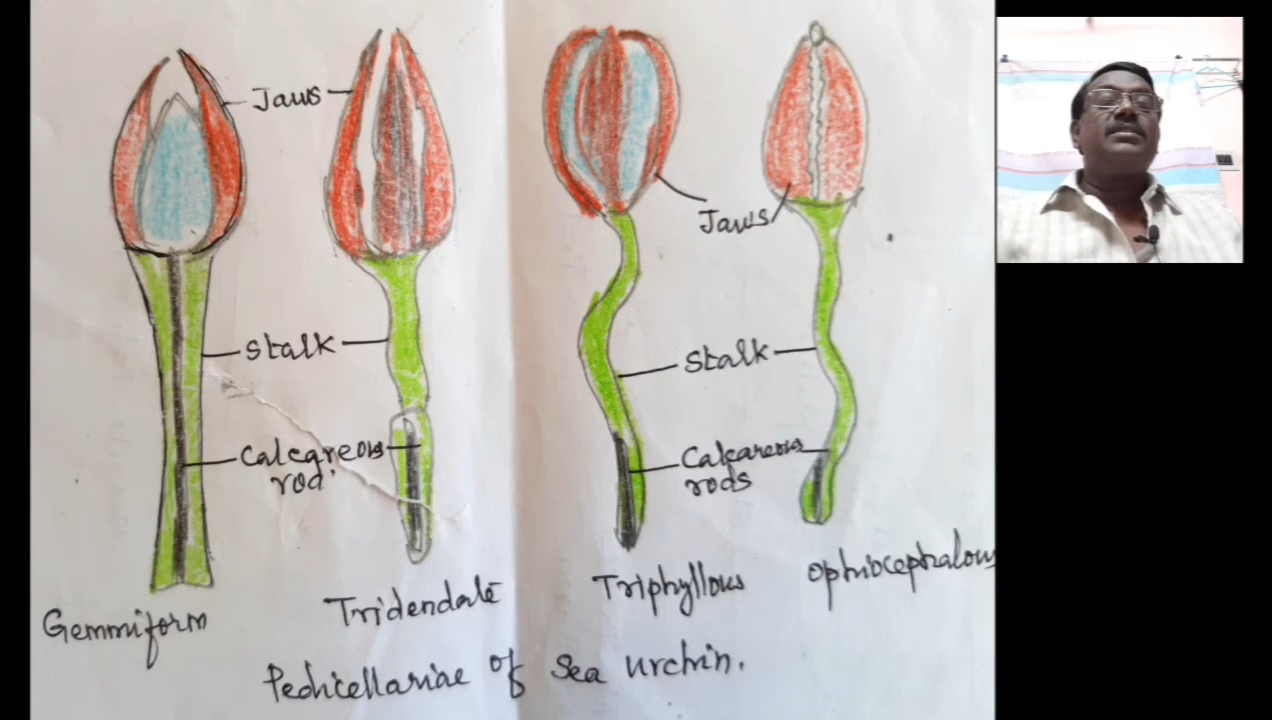 Jaws
Jaws
Stalk
Stalk
Calcareous
rod
Calcareous
rods
Gemmiform
Tridendate
Triphyllous
Ophiocephalous
Pedicellariae of Sea Urchin.